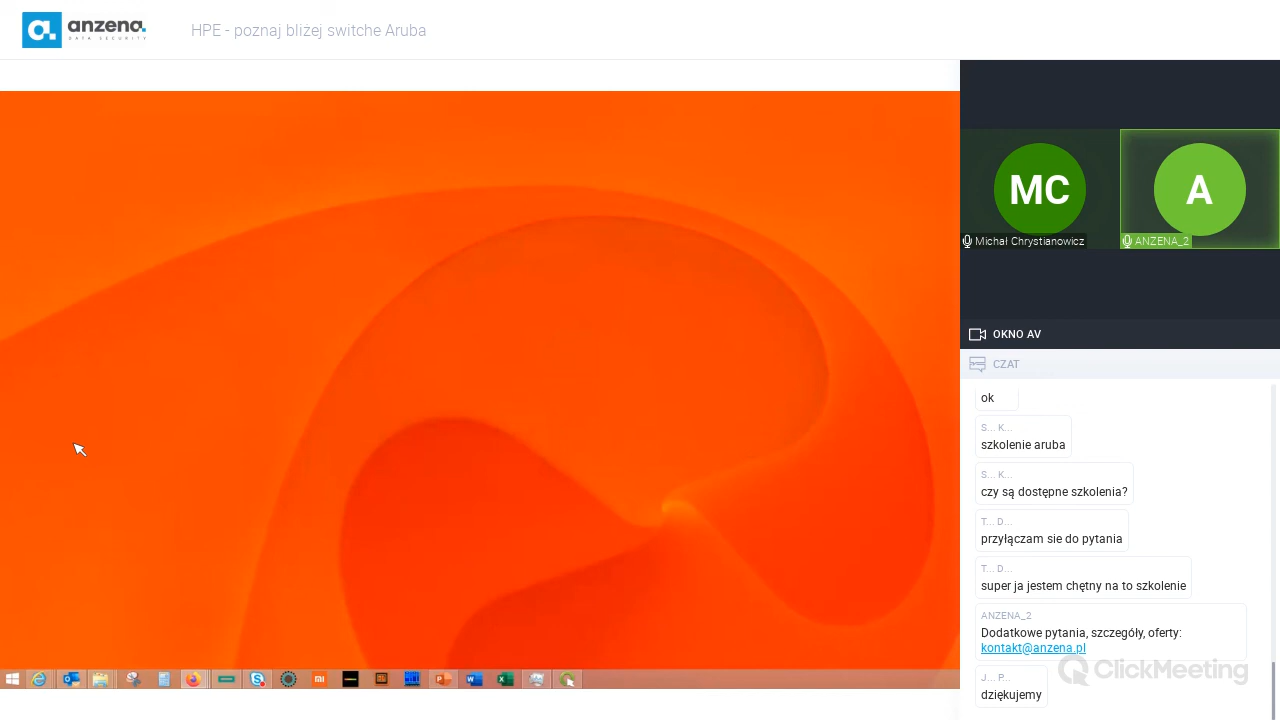 a. anzena.
DATA SECURITY
HPE - poznaj bliżej switche Aruba
MC
A
Michał Chrystianowicz
ANZENA_2
OKNO AV
CZAT
ok
S... K...
szkolenie aruba
S... K...
czy są dostępne szkolenia?
T... D...
przyłączam sie do pytania
T... D...
super ja jestem chętny na to szkolenie
ANZENA_2
Dodatkowe pytania, szczegóły, oferty:
kontakt@anzena.pl
J... P...
dziękujemy
ClickMeeting